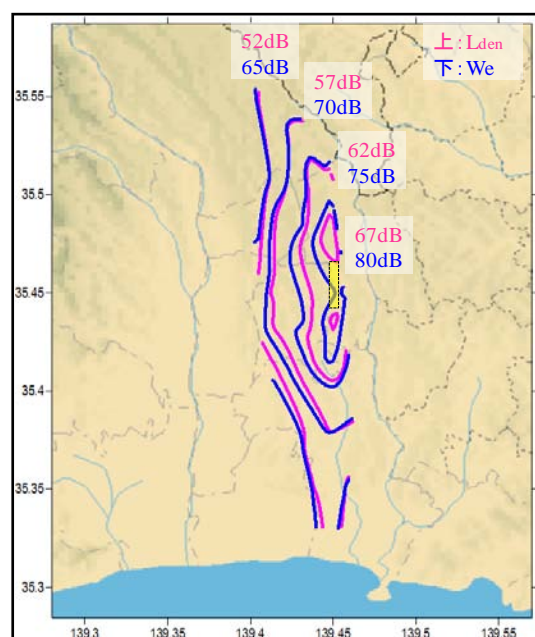 52dB
65dB
上 : Lden
下 : We
57dB
70dB
62dB
75dB
67dB
80dB
35.55
35.5
35.45
35.4
35.35
35.3
139.3
139.35
139.4
139.45
139.5
139.55